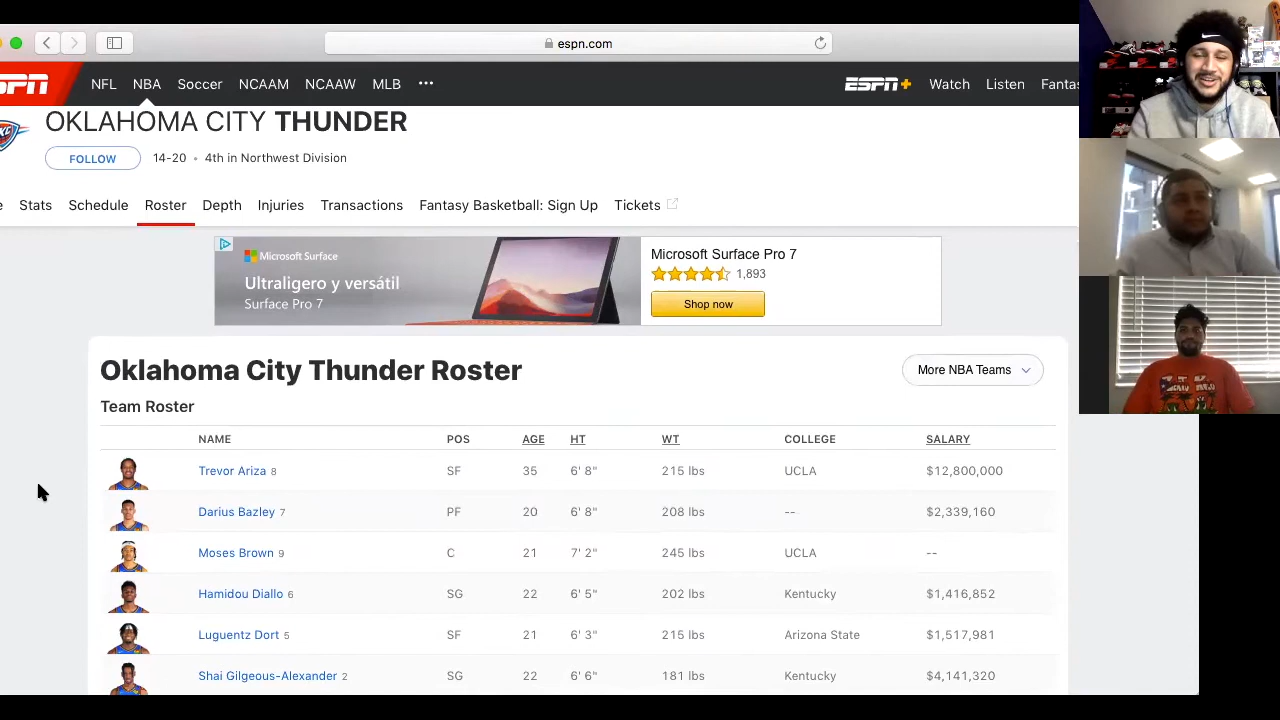 espn.com
NFL NBA Soccer NCAAM NCAAW MLB ••• ESPN+ Watch Listen
OKLAHOMA CITY THUNDER
FOLLOW 14-20 • 4th in Northwest Division
Stats Schedule Roster Depth Injuries Transactions Fantasy Basketball: Sign Up Tickets
Microsoft Surface
Ultraligero y versátil
Surface Pro 7
Microsoft Surface Pro 7
1,893
Shop now
Oklahoma City Thunder Roster More NBA Teams
Team Roster
NAME POS AGE HT WT COLLEGE SALARY
Trevor Ariza 8 SF 35 6' 8" 215 lbs UCLA $12,800,000
Darius Bazley 7 PF 20 6' 8" 208 lbs -- $2,339,160
Moses Brown 9 C 21 7' 2" 245 lbs UCLA --
Hamidou Diallo 6 SG 22 6' 5" 202 lbs Kentucky $1,416,852
Luguentz Dort 5 SF 21 6' 3" 215 lbs Arizona State $1,517,981
Shai Gilgeous-Alexander 2 SG 22 6' 6" 181 lbs Kentucky $4,141,320